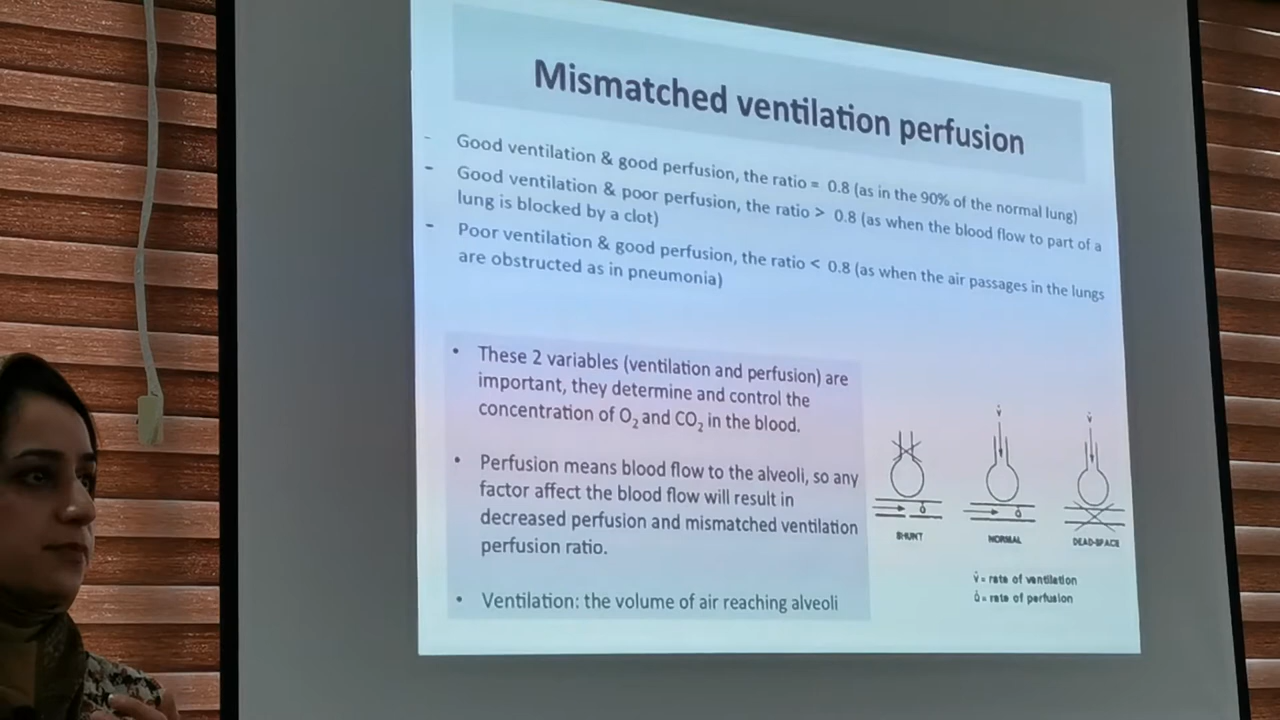 Mismatched ventilation perfusion
- Good ventilation & good perfusion, the ratio = 0.8 (as in the 90% of the normal lung)
- Good ventilation & poor perfusion, the ratio > 0.8 (as when the blood flow to part of a
lung is blocked by a clot)
- Poor ventilation & good perfusion, the ratio < 0.8 (as when the air passages in the lungs
are obstructed as in pneumonia)
• These 2 variables (ventilation and perfusion) are
important, they determine and control the
concentration of O₂ and CO₂ in the blood.
• Perfusion means blood flow to the alveoli, so any
factor affect the blood flow will result in
decreased perfusion and mismatched ventilation
perfusion ratio.
• Ventilation: the volume of air reaching alveoli
V̇ V̇
Q̇ Q̇
SHUNT NORMAL DEAD-SPACE
V̇ = rate of ventilation
Q̇ = rate of perfusion